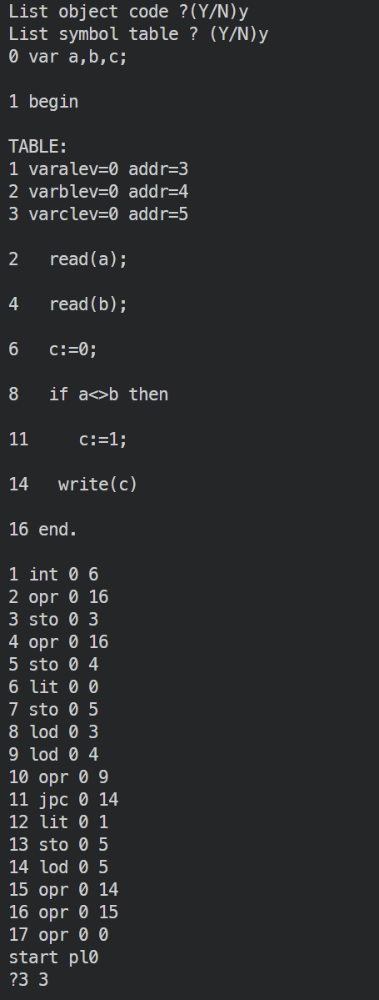 List object code ?(Y/N)y
List symbol table ? (Y/N)y
0 var a,b,c;
1 begin
TABLE:
1 varalev=0 addr=3
2 varblev=0 addr=4
3 varclev=0 addr=5
2   read(a);
4   read(b);
6   c:=0;
8   if a<>b then
11     c:=1;
14   write(c)
16 end.
1 int 0 6
2 opr 0 16
3 sto 0 3
4 opr 0 16
5 sto 0 4
6 lit 0 0
7 sto 0 5
8 lod 0 3
9 lod 0 4
10 opr 0 9
11 jpc 0 14
12 lit 0 1
13 sto 0 5
14 lod 0 5
15 opr 0 14
16 opr 0 15
17 opr 0 0
start pl0
?3 3